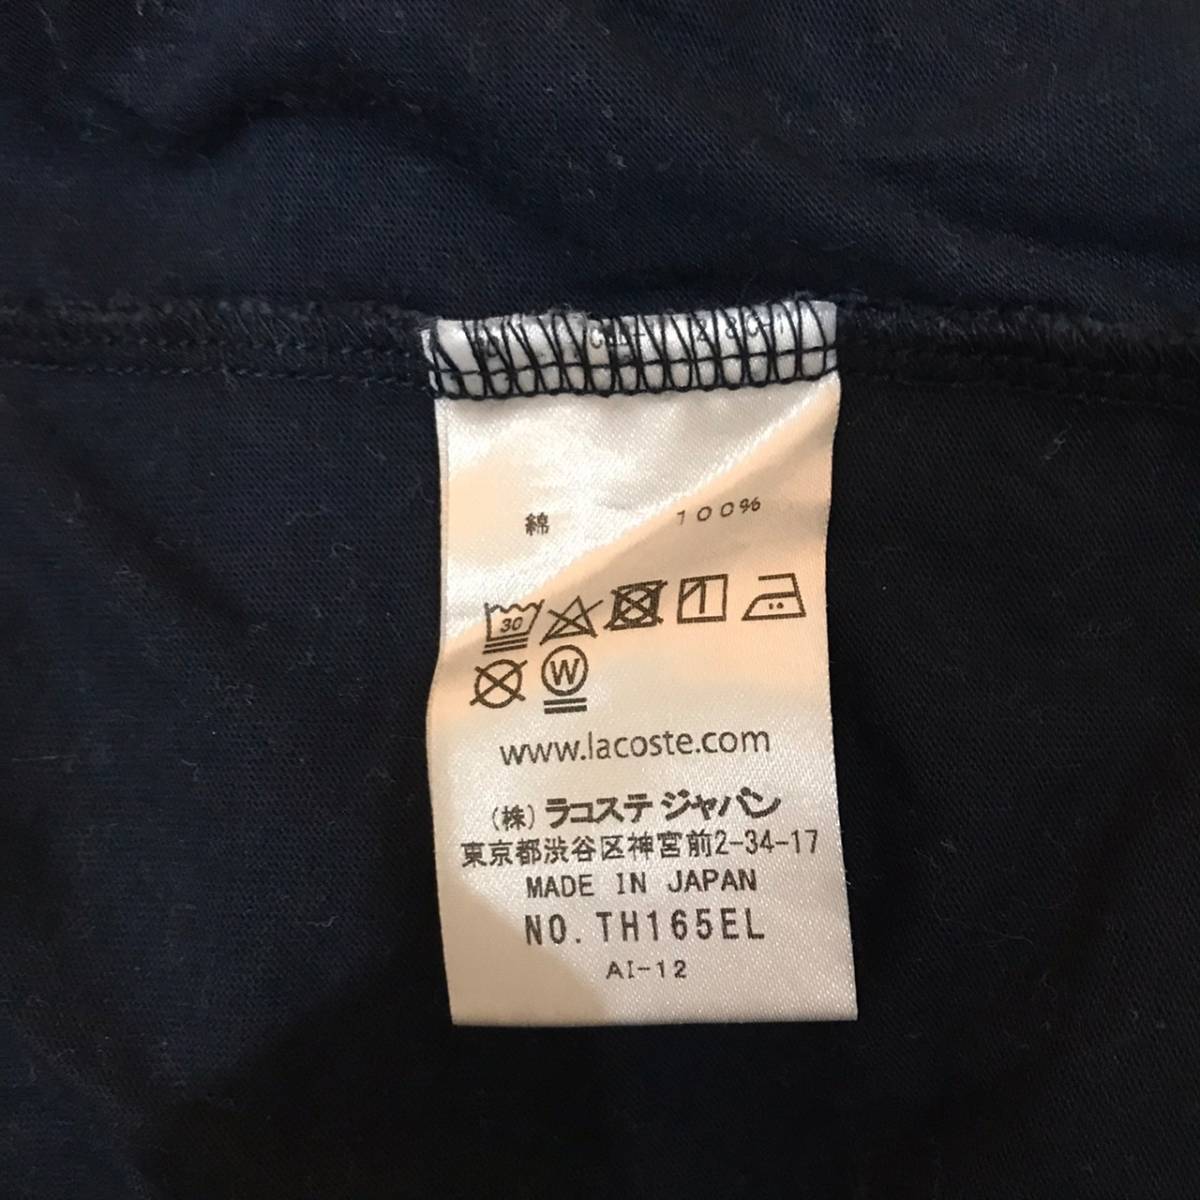 綿 100%
30
W
www.lacoste.com
(株)ラコステ ジャパン
東京都渋谷区神宮前2-34-17
MADE IN JAPAN
NO. TH165EL
AI-12